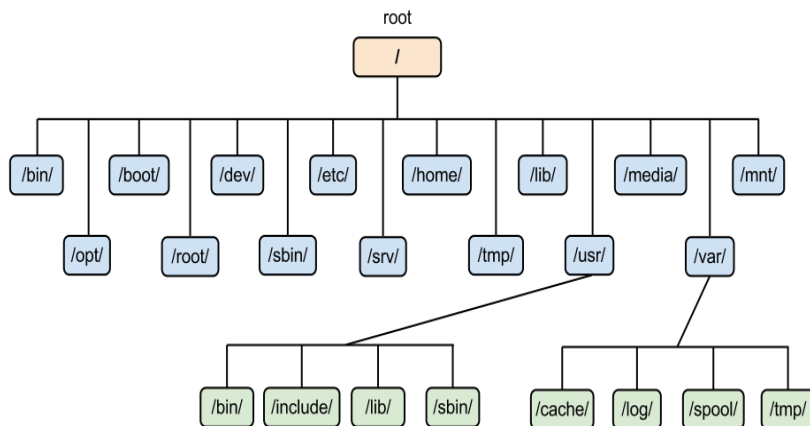 root
/
/bin/
/boot/
/dev/
/etc/
/home/
/lib/
/media/
/mnt/
/opt/
/root/
/sbin/
/srv/
/tmp/
/usr/
/var/
/bin/
/include/
/lib/
/sbin/
/cache/
/log/
/spool/
/tmp/